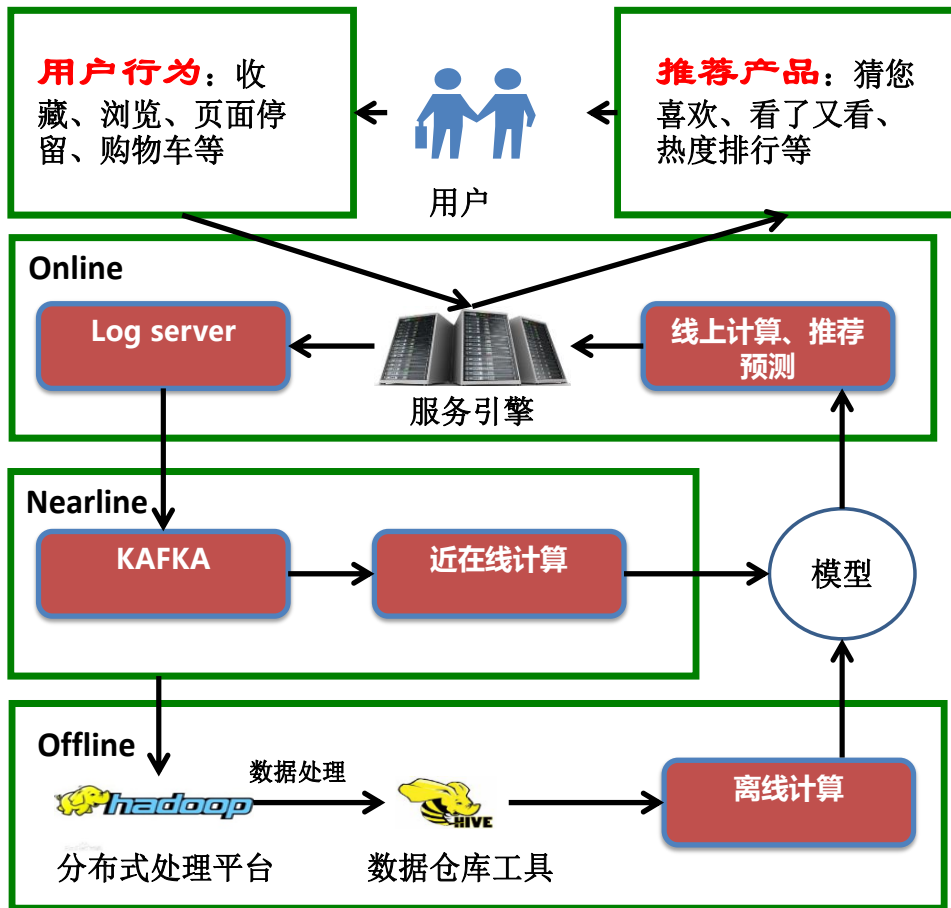 用户行为：收
藏、浏览、页面停
留、购物车等
用户
推荐产品：猜您
喜欢、看了又看、
热度排行等
Online
Log server
服务引擎
线上计算、推荐
预测
Nearline
KAFKA
近在线计算
模型
Offline
hadoop
分布式处理平台
数据处理
HIVE
数据仓库工具
离线计算